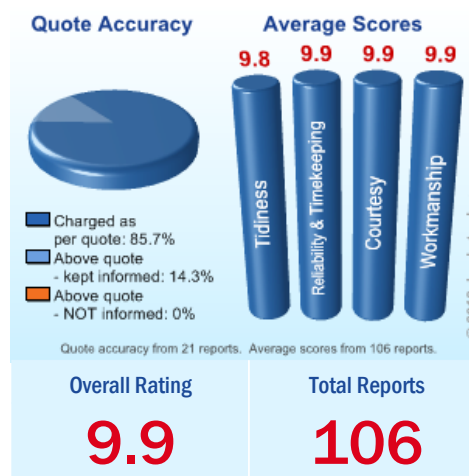 Quote Accuracy
Average Scores
9.8
9.9
9.9
9.9
Tidiness
Reliability & Timekeeping
Courtesy
Workmanship
Charged as
per quote: 85.7%
Above quote
- kept informed: 14.3%
Above quote
- NOT informed: 0%
Quote accuracy from 21 reports. Average scores from 106 reports.
Overall Rating
Total Reports
9.9
106